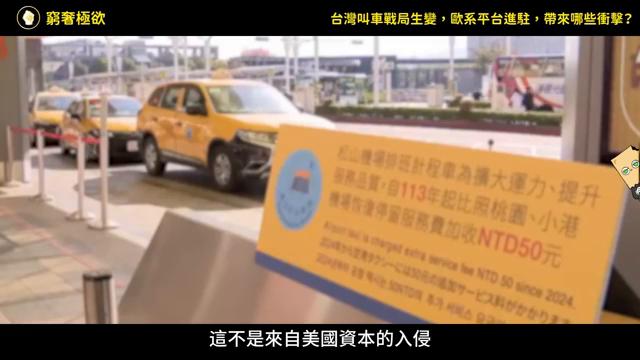 窮奢極欲
台灣叫車戰局生變，歐系平台進駐，帶來哪些衝擊?
松山機場排班計程車為擴大運力、提升
服務品質，自113年起比照桃園、小港
機場恢復停留服務費加收NTD50元
Airport taxi is charged extra service fee NTD 50 since 2024.
這不是來自美國資本的入侵